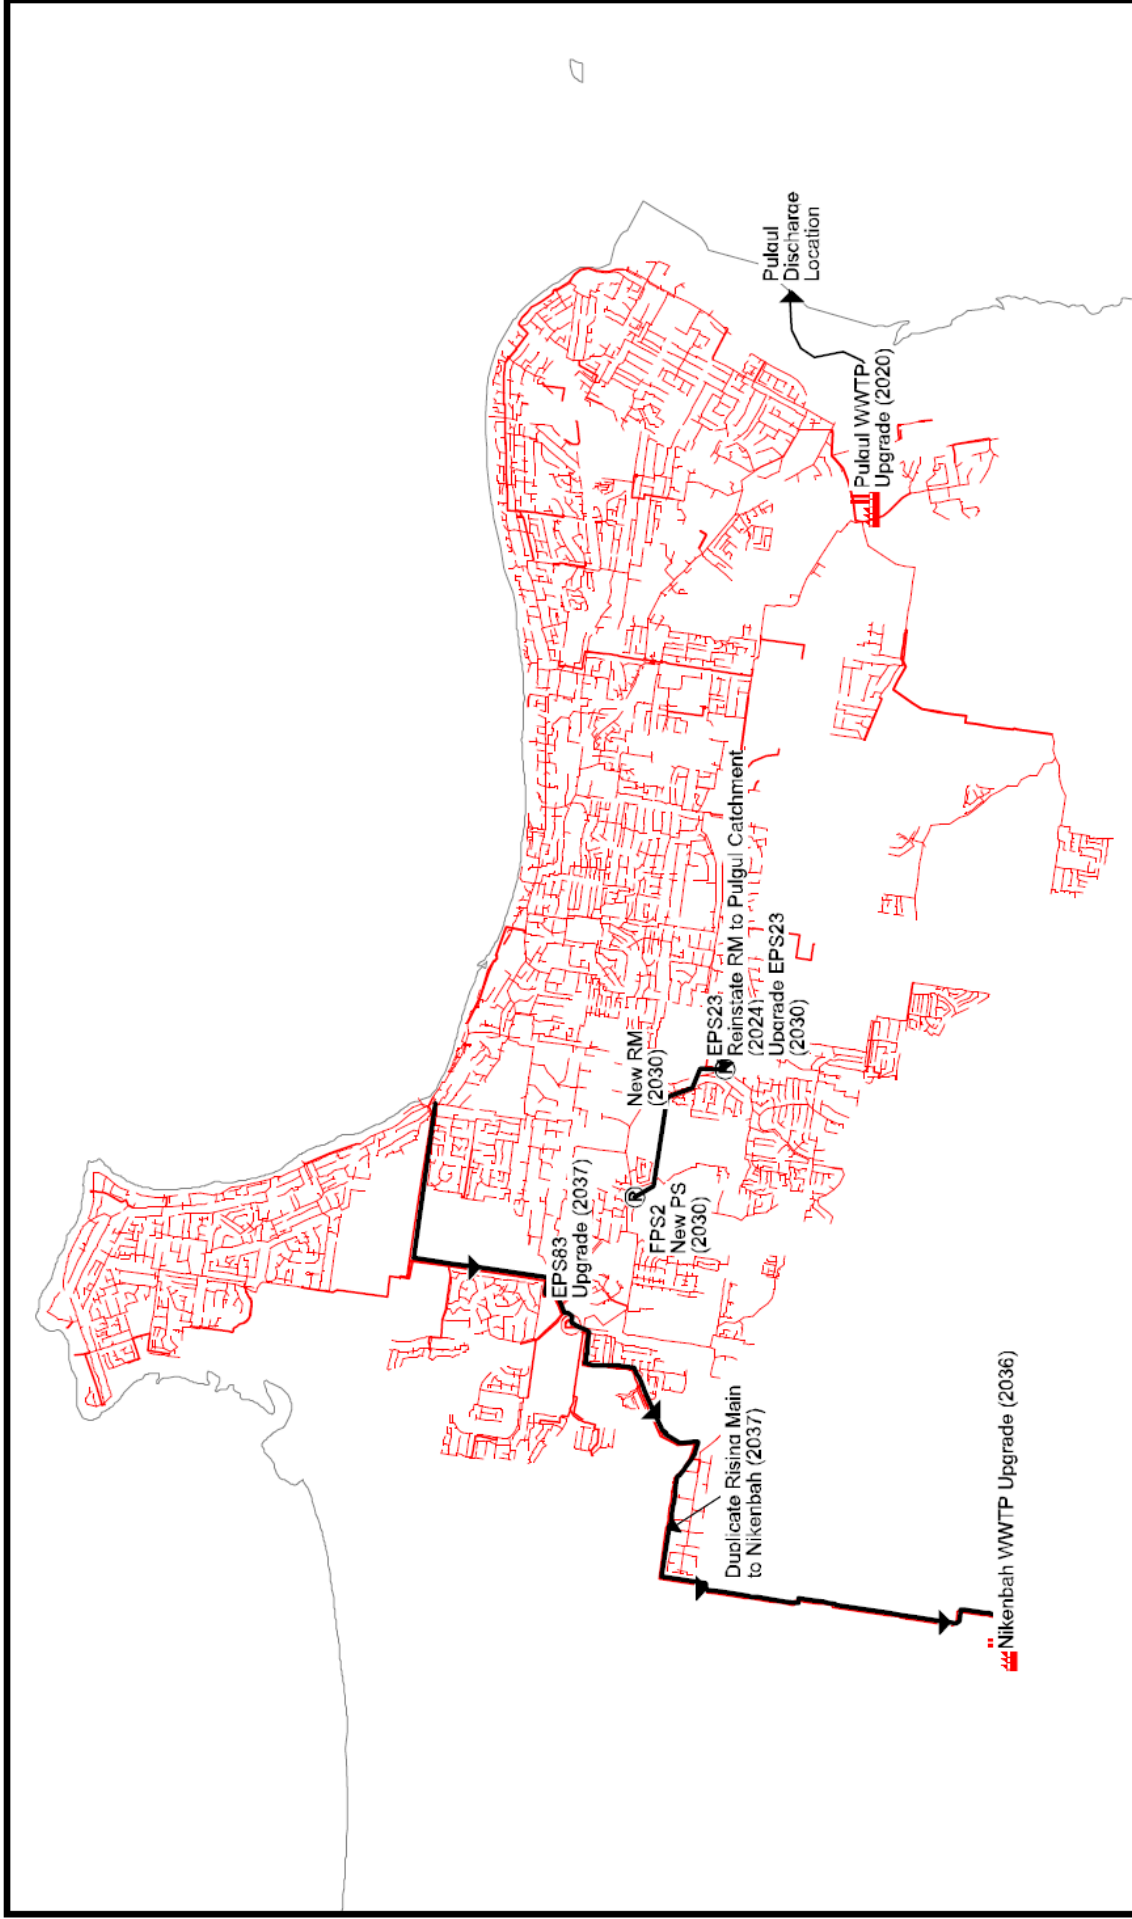 Pulgul
Discharge
Location
Pulgul WWTP
Upgrade (2020)
EPS23
Reinstate RM to Pulgul Catchment
(2024)
Upgrade EPS23
(2030)
New RM
(2030)
FPS2
New PS
(2030)
EPS83
Upgrade (2037)
Duplicate Rising Main
to Nikenbah (2037)
Nikenbah WWTP Upgrade (2036)